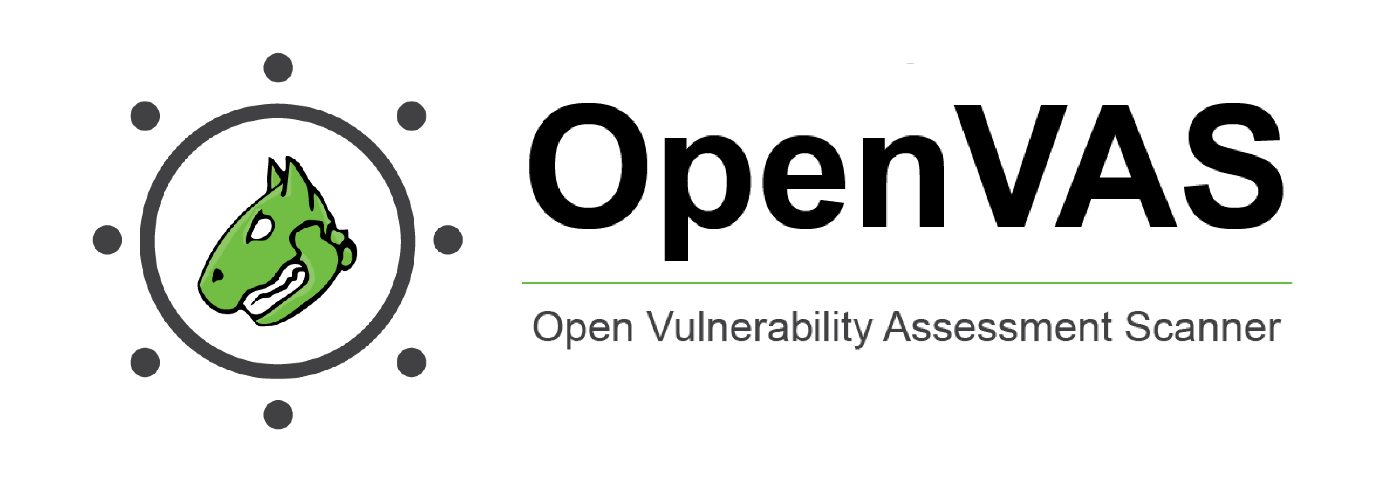 OpenVAS
Open Vulnerability Assessment Scanner